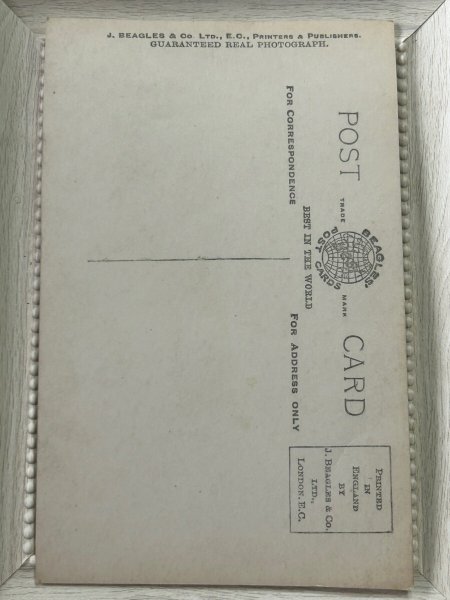 J. BEAGLES & CO. LTD., E.C., PRINTERS & PUBLISHERS.
GUARANTEED REAL PHOTOGRAPH.
POST CARD
TRADE MARK
BEAGLES'
POST CARDS
BEST IN THE WORLD
FOR CORRESPONDENCE
FOR ADDRESS ONLY
PRINTED
IN
ENGLAND
BY
J. BEAGLES & CO.
LTD.,
LONDON. E.C.